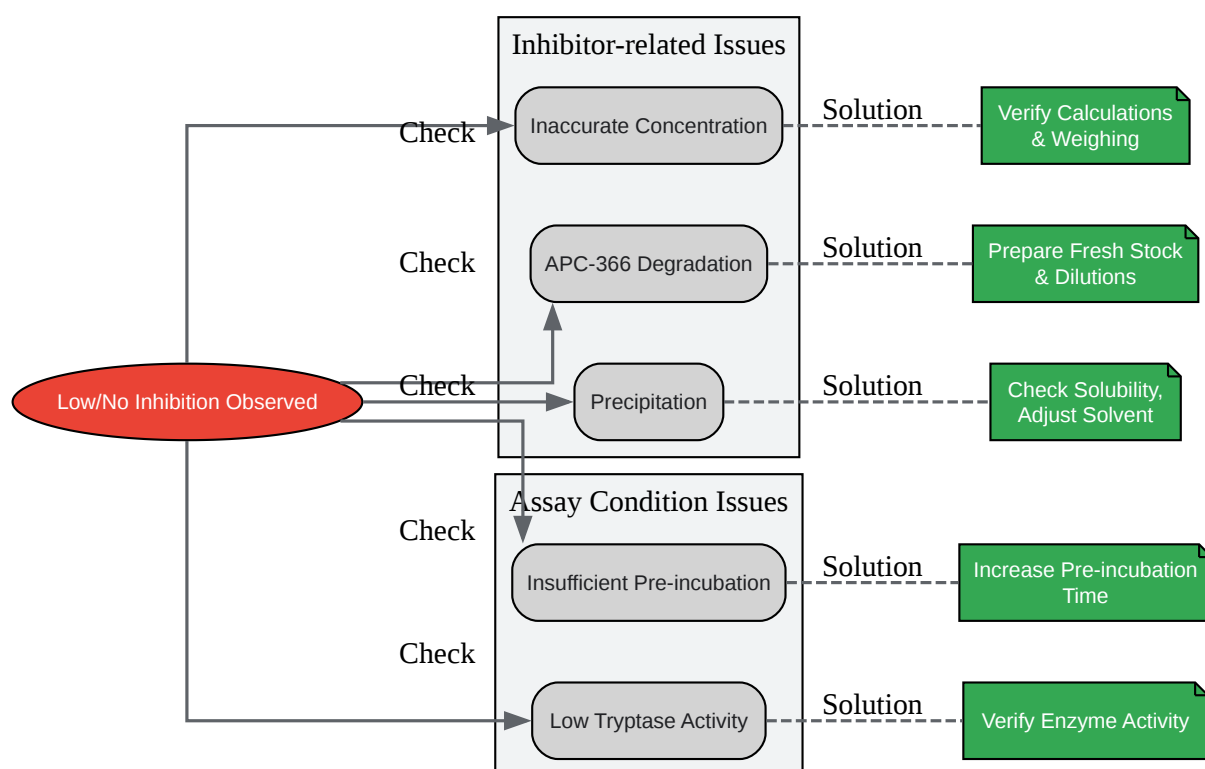 Inhibitor-related Issues
Check
Inaccurate Concentration
Solution
Verify Calculations
& Weighing
Check
APC-366 Degradation
Solution
Prepare Fresh Stock
& Dilutions
Low/No Inhibition Observed
Check
Precipitation
Solution
Check Solubility,
Adjust Solvent
Assay Condition Issues
Check
Insufficient Pre-incubation
Solution
Increase Pre-incubation
Time
Check
Low Tryptase Activity
Solution
Verify Enzyme Activity